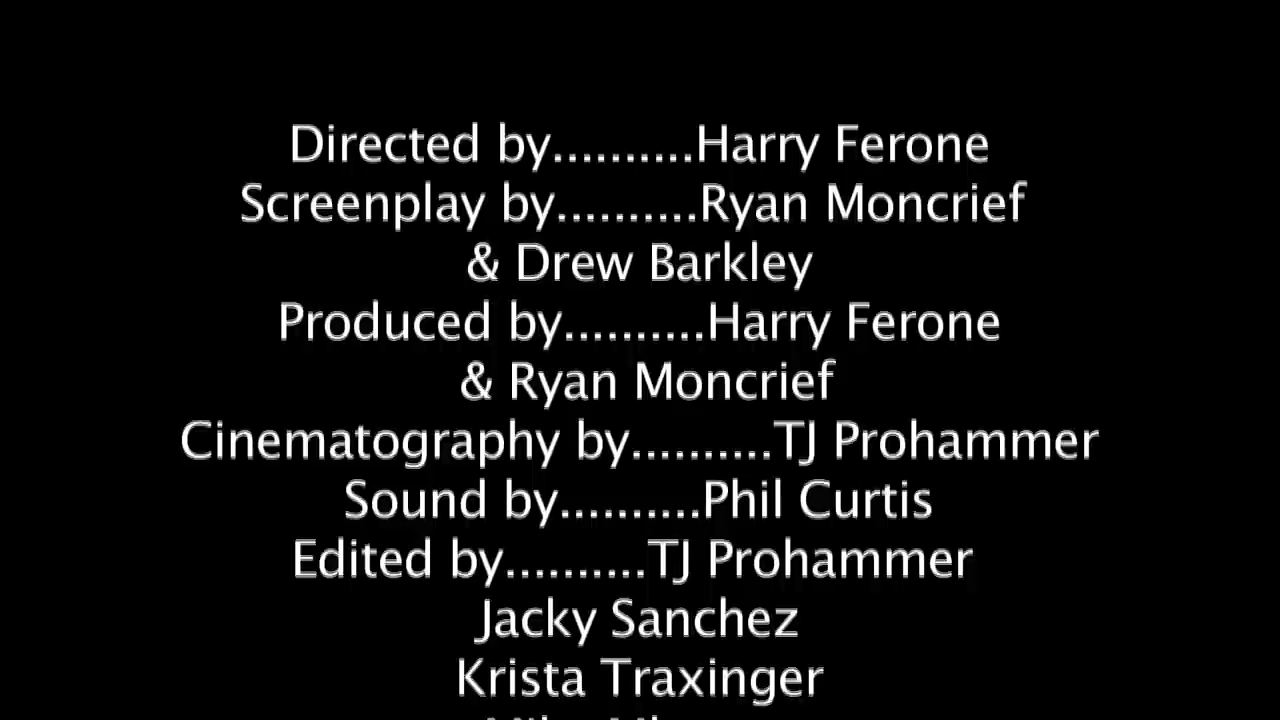 Directed by..........Harry Ferone
Screenplay by..........Ryan Moncrief
& Drew Barkley
Produced by..........Harry Ferone
& Ryan Moncrief
Cinematography by..........TJ Prohammer
Sound by..........Phil Curtis
Edited by..........TJ Prohammer
Jacky Sanchez
Krista Traxinger